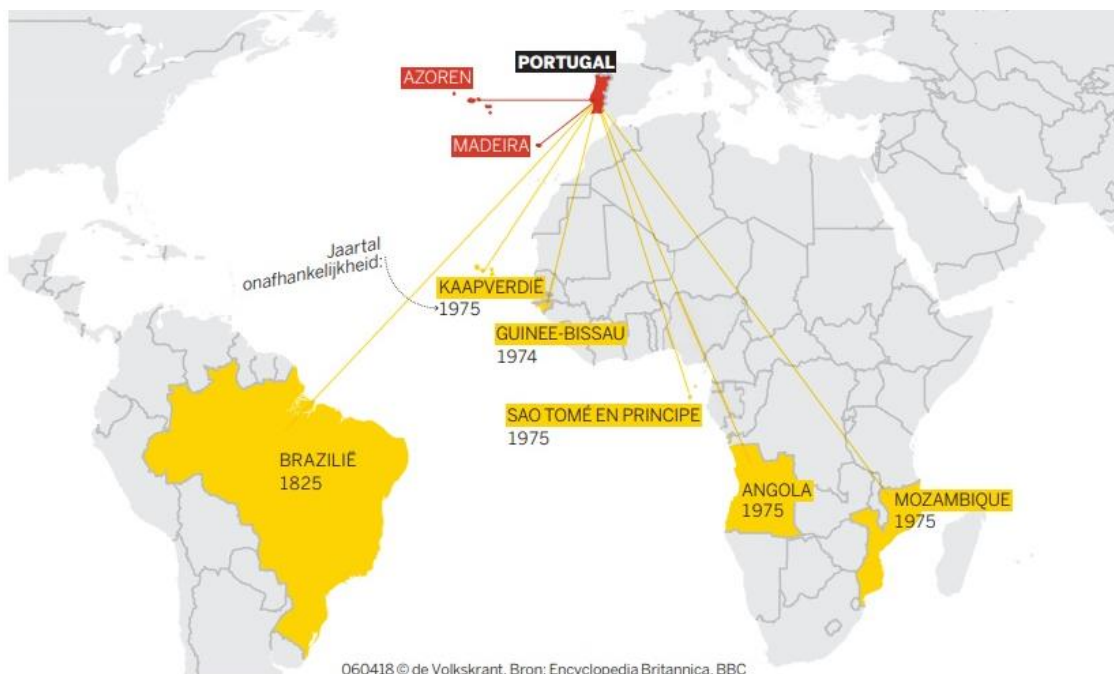 PORTUGAL
AZOREN
MADEIRA
Jaartal
onafhankelijkheid:
KAAPVERDIË
1975
GUINEE-BISSAU
1974
SAO TOMÉ EN PRINCIPE
1975
BRAZILIË
1825
ANGOLA
1975
MOZAMBIQUE
1975
060418 © de Volkskrant. Bron: Encyclopedia Britannica, BBC